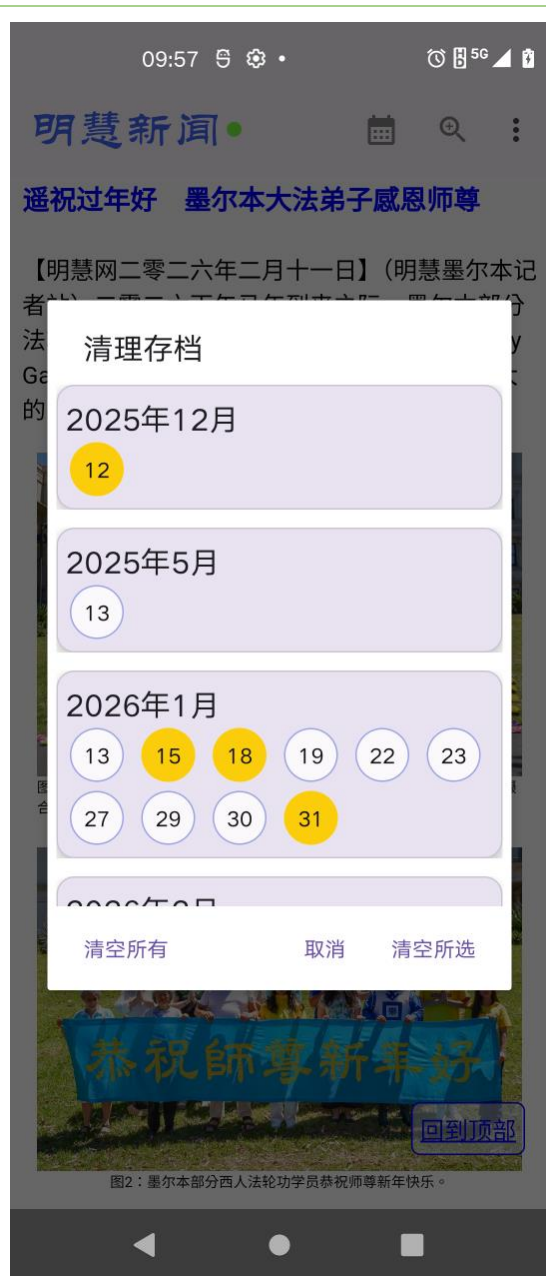 09:57
5G
明慧新闻
遥祝过年好 墨尔本大法弟子感恩师尊
【明慧网二零二六年二月十一日】（明慧墨尔本记
者
法
y
Ga
的
清理存档
2025年12月
12
2025年5月
13
2026年1月
13 15 18 19 22 23
27 29 30 31
清空所有 取消 清空所选
恭祝師尊新年好
回到顶部
图2：墨尔本部分西人法轮功学员恭祝师尊新年快乐。